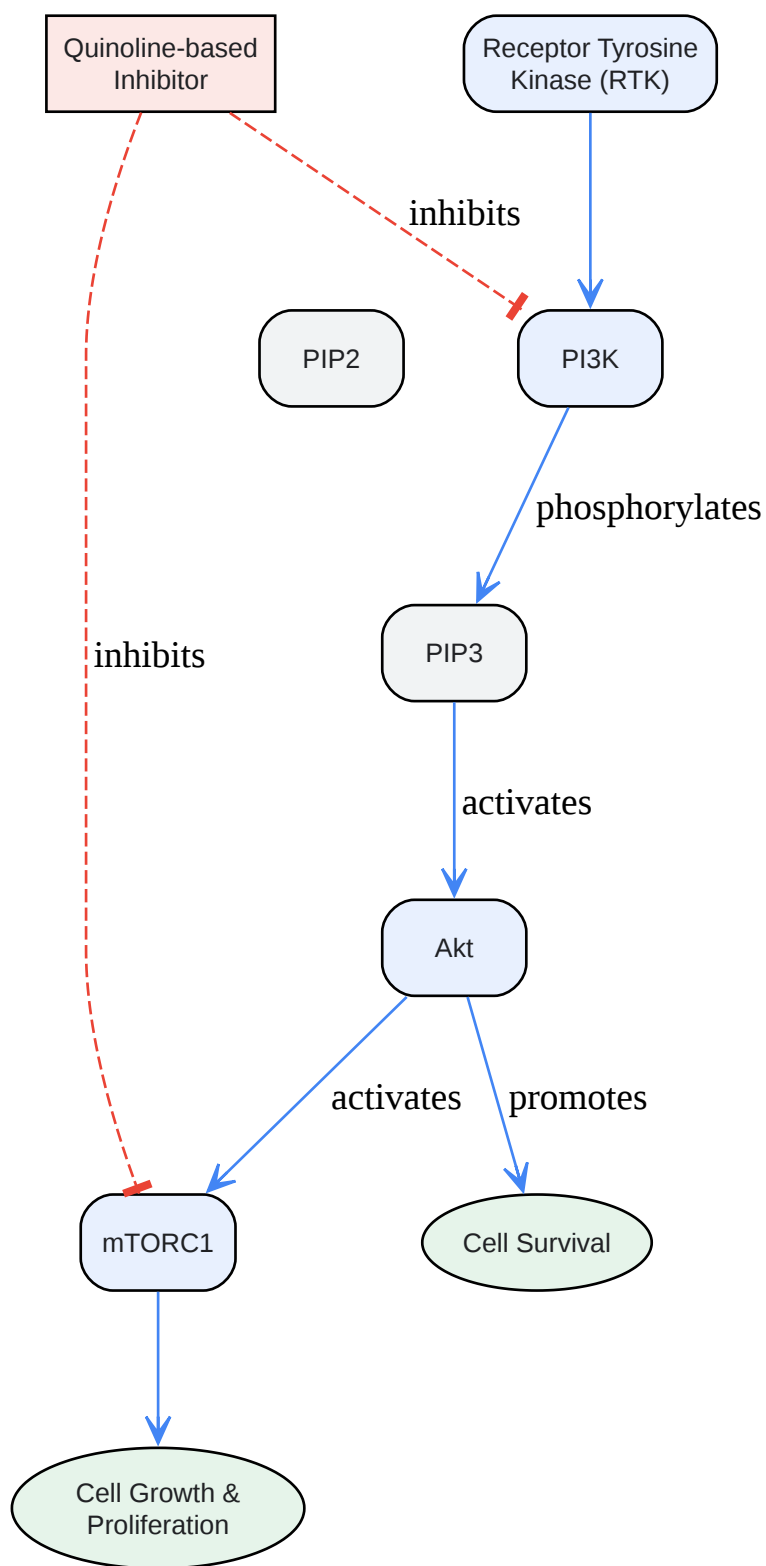 Quinoline-based
Inhibitor
Receptor Tyrosine
Kinase (RTK)
inhibits
PIP2
PI3K
phosphorylates
inhibits
PIP3
activates
Akt
activates
promotes
mTORC1
Cell Survival
Cell Growth &
Proliferation